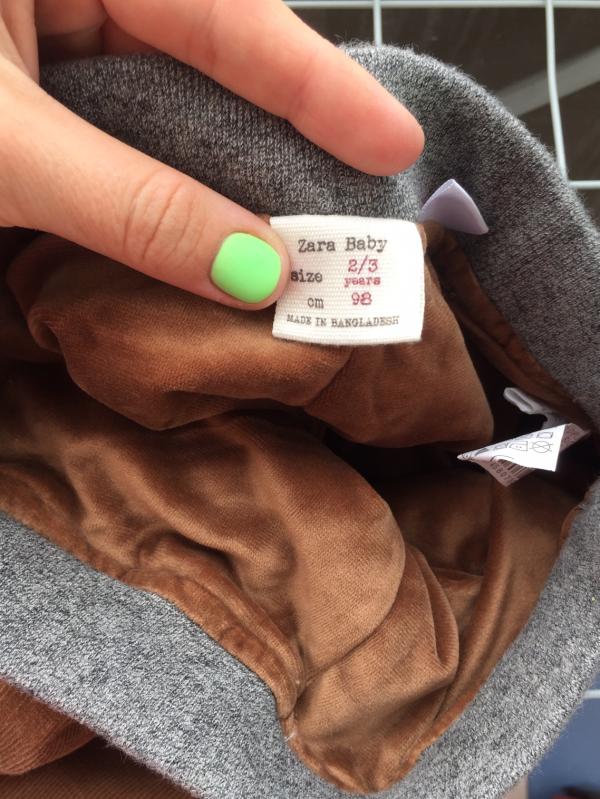 Zara Baby
size 2/3
years
cm 98
MADE IN BANGLADESH